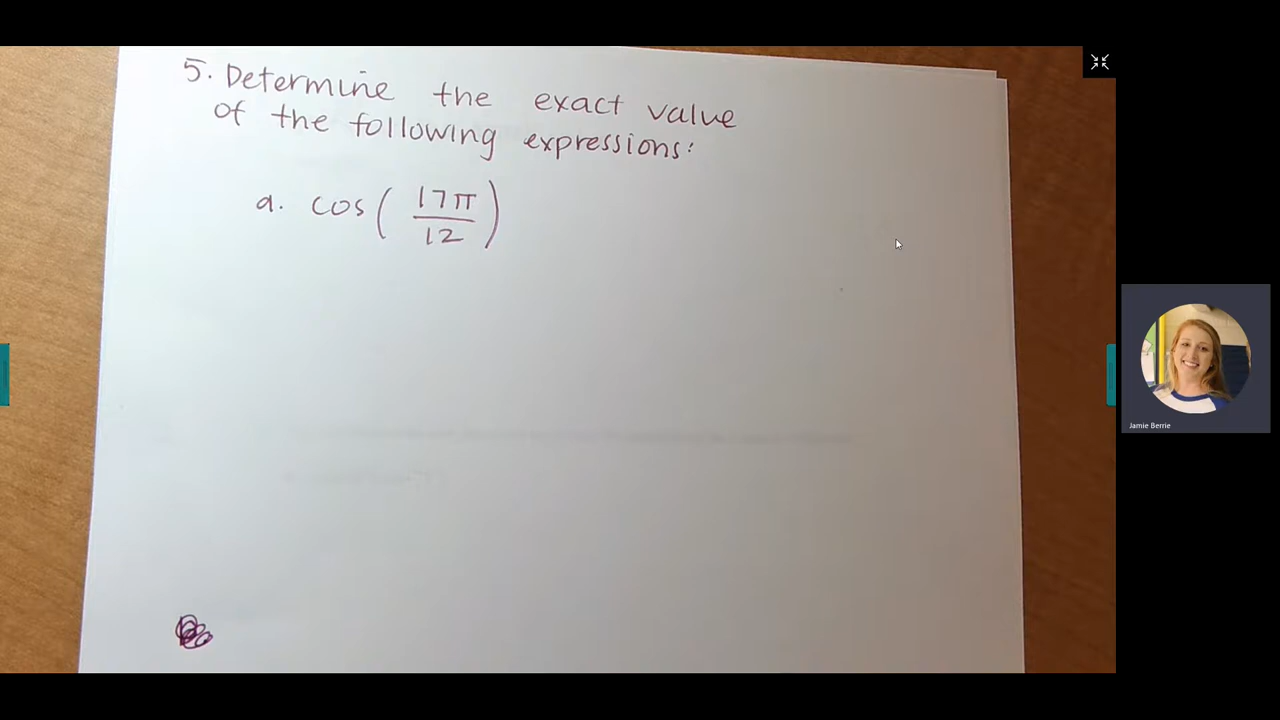 5. Determine the exact value
of the following expressions:
a. cos(17π/12)
Jamie Berrie